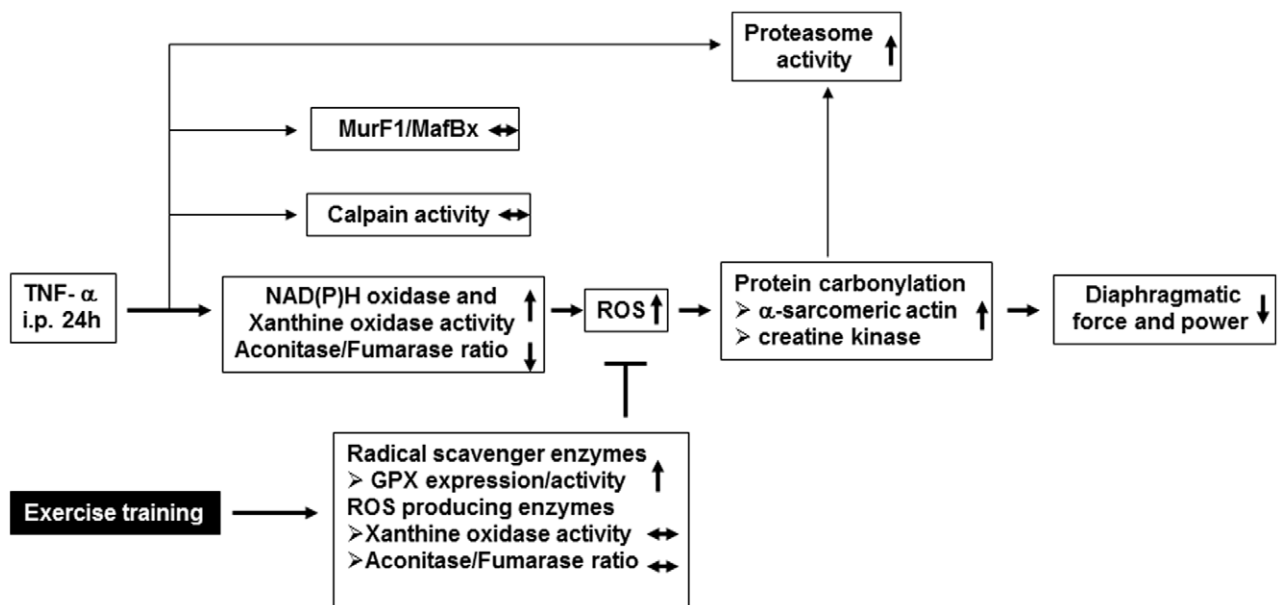 Proteasome
activity
MurF1/MafBx
Calpain activity
TNF- α
i.p. 24h
NAD(P)H oxidase and
Xanthine oxidase activity
Aconitase/Fumarase ratio
ROS
Protein carbonylation
➢ α-sarcomeric actin
➢ creatine kinase
Diaphragmatic
force and power
Exercise training
Radical scavenger enzymes
➢ GPX expression/activity
ROS producing enzymes
➢Xanthine oxidase activity
➢Aconitase/Fumarase ratio